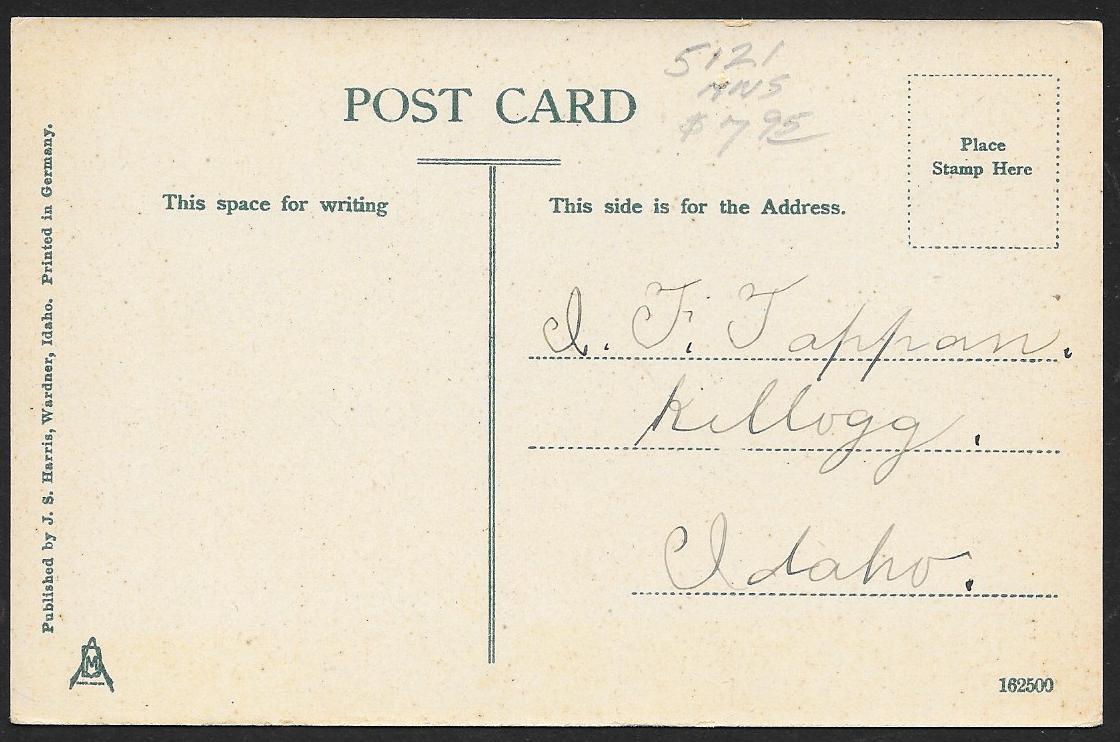 5121
ANS
$7.95
POST CARD
Place
Stamp Here
This space for writing
This side is for the Address.
I. F. Tappan.
Kellogg.
Idaho.
Published by J. S. Harris, Wardner, Idaho. Printed in Germany.
M
162500